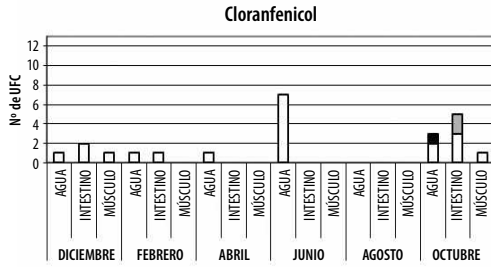 Cloranfenicol
Nº de UFC
12
10
8
6
4
2
0
AGUA INTESTINO MÚSCULO AGUA INTESTINO MÚSCULO AGUA INTESTINO MÚSCULO AGUA INTESTINO MÚSCULO AGUA INTESTINO MÚSCULO AGUA INTESTINO MÚSCULO
DICIEMBRE FEBRERO ABRIL JUNIO AGOSTO OCTUBRE